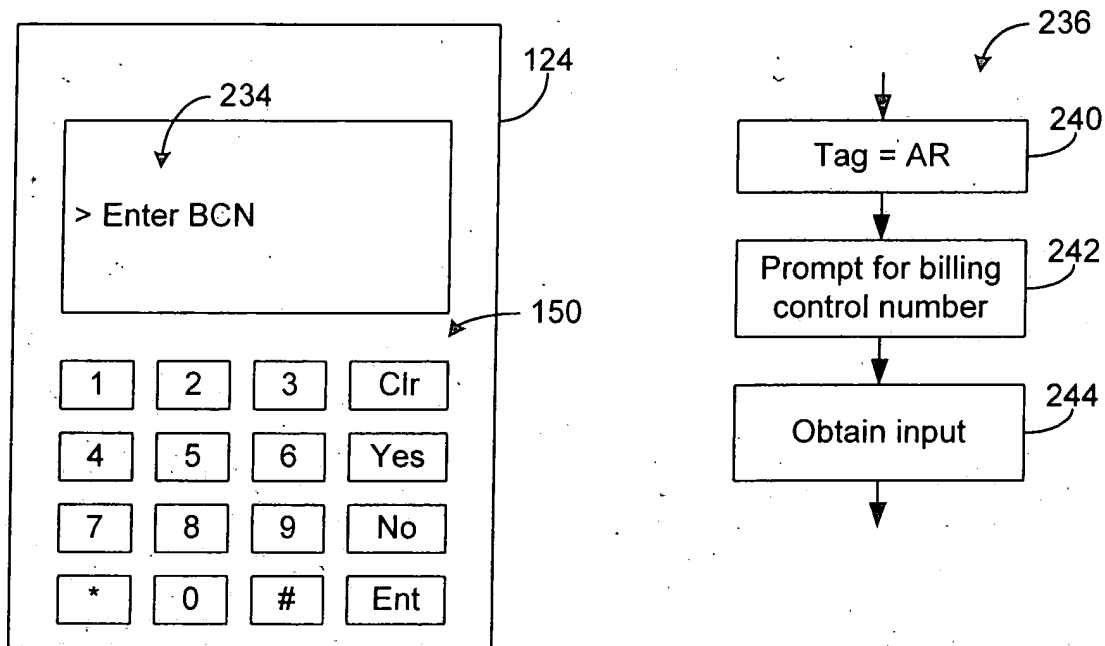 124
234
> Enter BCN
150
1 2 3 Clr
4 5 6 Yes
7 8 9 No
* 0 # Ent
236
240
Tag = AR
242
Prompt for billing
control number
244
Obtain input